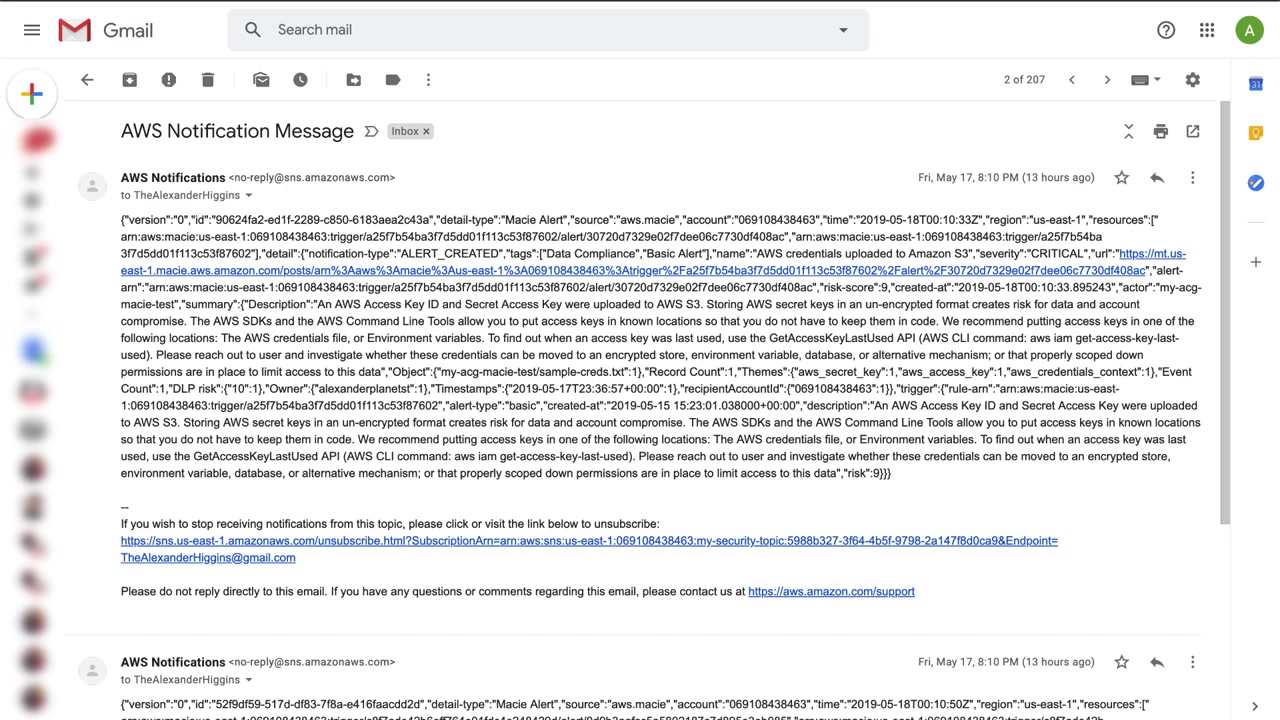 Gmail
Search mail
A
2 of 207
31
AWS Notification Message
Inbox ×
AWS Notifications <no-reply@sns.amazonaws.com>
Fri, May 17, 8:10 PM (13 hours ago)
to TheAlexanderHiggins
{"version":"0","id":"90624fa2-ed1f-2289-c850-6183aea2c43a","detail-type":"Macie Alert","source":"aws.macie","account":"069108438463","time":"2019-05-18T00:10:33Z","region":"us-east-1","resources":["
arn:aws:macie:us-east-1:069108438463:trigger/a25f7b54ba3f7d5dd01f113c53f87602/alert/30720d7329e02f7dee06c7730df408ac","arn:aws:macie:us-east-1:069108438463:trigger/a25f7b54ba
3f7d5dd01f113c53f87602"],"detail":{"notification-type":"ALERT_CREATED","tags":["Data Compliance","Basic Alert"],"name":"AWS credentials uploaded to Amazon S3","severity":"CRITICAL","url":"https://mt.us-
east-1.macie.aws.amazon.com/posts/arn%3Aaws%3Amacie%3Aus-east-1%3A069108438463%3Atrigger%2Fa25f7b54ba3f7d5dd01f113c53f87602%2Falert%2F30720d7329e02f7dee06c7730df408ac","alert-
arn":"arn:aws:macie:us-east-1:069108438463:trigger/a25f7b54ba3f7d5dd01f113c53f87602/alert/30720d7329e02f7dee06c7730df408ac","risk-score":9,"created-at":"2019-05-18T00:10:33.895243","actor":"my-acg-
macie-test","summary":{"Description":"An AWS Access Key ID and Secret Access Key were uploaded to AWS S3. Storing AWS secret keys in an un-encrypted format creates risk for data and account
compromise. The AWS SDKs and the AWS Command Line Tools allow you to put access keys in known locations so that you do not have to keep them in code. We recommend putting access keys in one of the
following locations: The AWS credentials file, or Environment variables. To find out when an access key was last used, use the GetAccessKeyLastUsed API (AWS CLI command: aws iam get-access-key-last-
used). Please reach out to user and investigate whether these credentials can be moved to an encrypted store, environment variable, database, or alternative mechanism; or that properly scoped down
permissions are in place to limit access to this data","Object":{"my-acg-macie-test/sample-creds.txt":1},"Record Count":1,"Themes":{"aws_secret_key":1,"aws_access_key":1,"aws_credentials_context":1},"Event
Count":1,"DLP risk":{"10":1},"Owner":{"alexanderplanetst":1},"Timestamps":{"2019-05-17T23:36:57+00:00":1},"recipientAccountId":{"069108438463":1}},"trigger":{"rule-arn":"arn:aws:macie:us-east-
1:069108438463:trigger/a25f7b54ba3f7d5dd01f113c53f87602","alert-type":"basic","created-at":"2019-05-15 15:23:01.038000+00:00","description":"An AWS Access Key ID and Secret Access Key were uploaded
to AWS S3. Storing AWS secret keys in an un-encrypted format creates risk for data and account compromise. The AWS SDKs and the AWS Command Line Tools allow you to put access keys in known locations
so that you do not have to keep them in code. We recommend putting access keys in one of the following locations: The AWS credentials file, or Environment variables. To find out when an access key was last
used, use the GetAccessKeyLastUsed API (AWS CLI command: aws iam get-access-key-last-used). Please reach out to user and investigate whether these credentials can be moved to an encrypted store,
environment variable, database, or alternative mechanism; or that properly scoped down permissions are in place to limit access to this data","risk":9}}}
--
If you wish to stop receiving notifications from this topic, please click or visit the link below to unsubscribe:
https://sns.us-east-1.amazonaws.com/unsubscribe.html?SubscriptionArn=arn:aws:sns:us-east-1:069108438463:my-security-topic:5988b327-3f64-4b5f-9798-2a147f8d0ca9&Endpoint=
TheAlexanderHiggins@gmail.com
Please do not reply directly to this email. If you have any questions or comments regarding this email, please contact us at https://aws.amazon.com/support
AWS Notifications <no-reply@sns.amazonaws.com>
Fri, May 17, 8:10 PM (13 hours ago)
to TheAlexanderHiggins
{"version":"0","id":"52f9df59-517d-df83-7f8a-e416faacdd2d","detail-type":"Macie Alert","source":"aws.macie","account":"069108438463","time":"2019-05-18T00:10:50Z","region":"us-east-1","resources":["